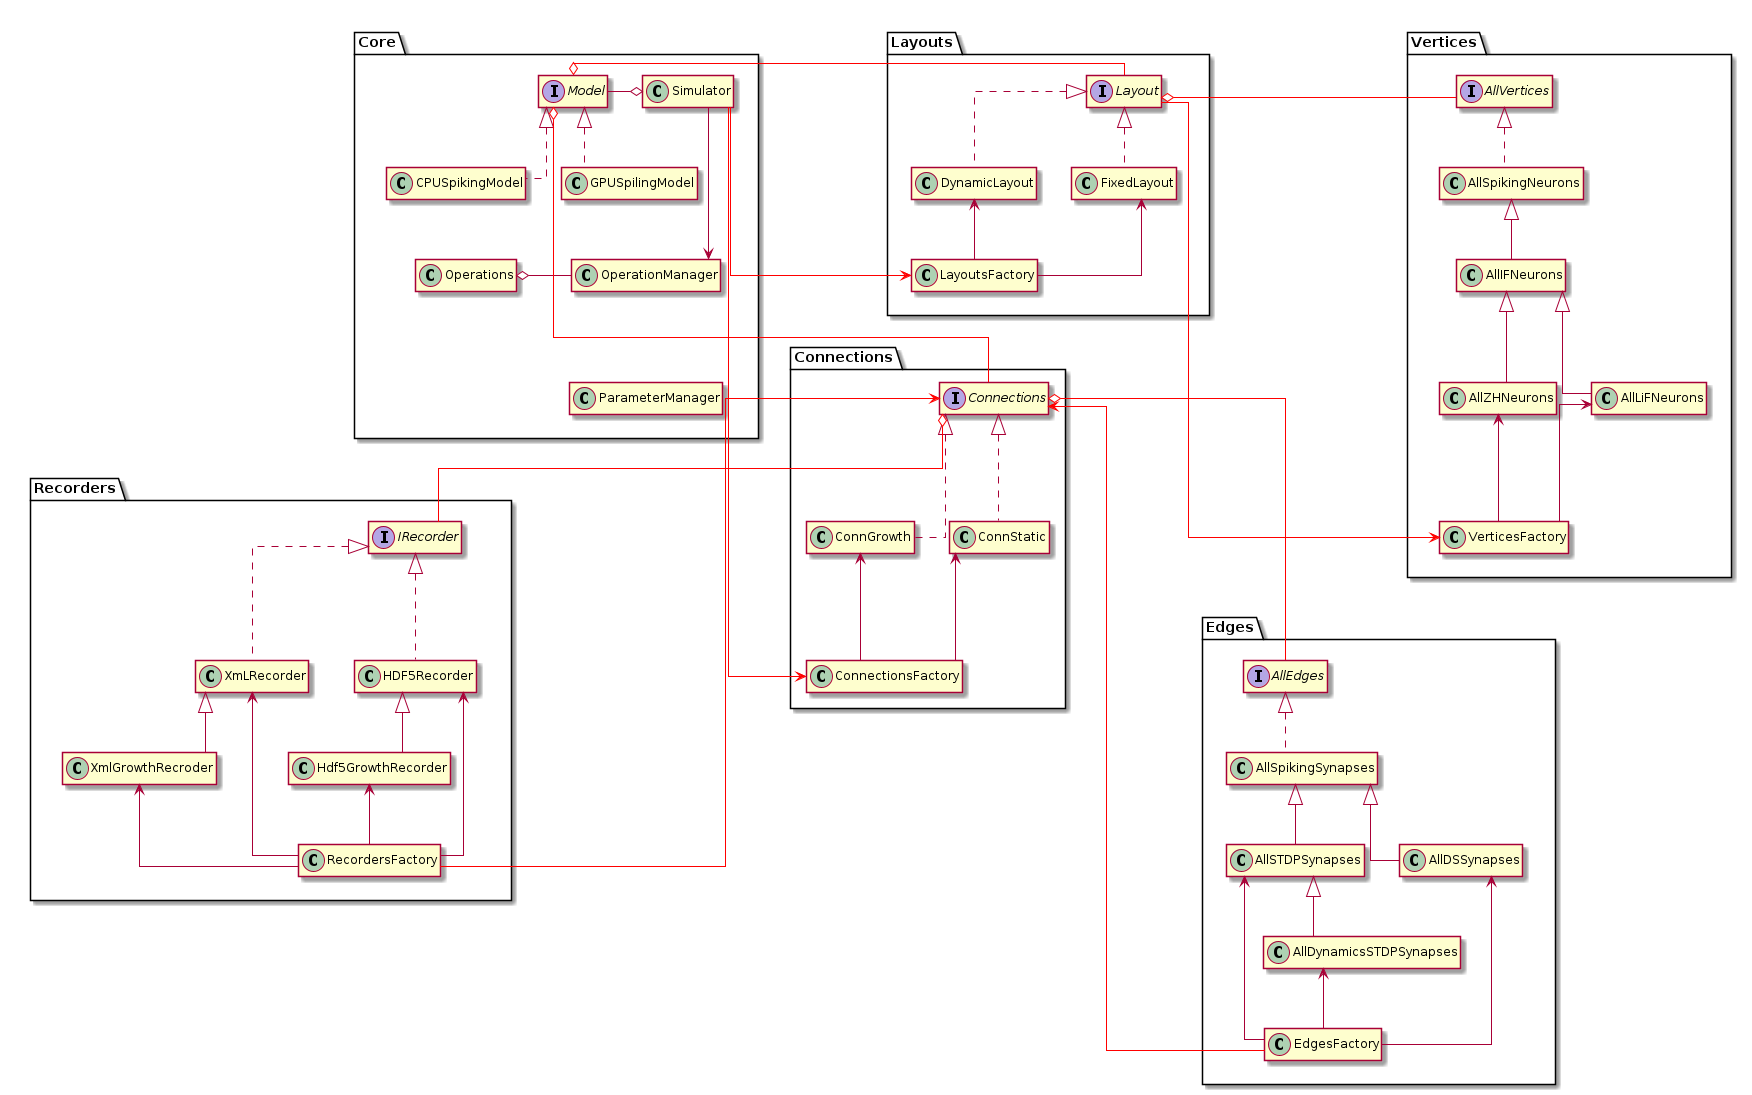 Core
I Model
C Simulator
C CPUSpikingModel
C GPUSpilingModel
C Operations
C OperationManager
C ParameterManager
Layouts
I Layout
C DynamicLayout
C FixedLayout
C LayoutsFactory
Vertices
I AllVertices
C AllSpikingNeurons
C AllIFNeurons
C AllZHNeurons
C AllLiFNeurons
C VerticesFactory
Connections
I Connections
C ConnGrowth
C ConnStatic
C ConnectionsFactory
Recorders
I IRecorder
C XmLRecorder
C HDF5Recorder
C XmlGrowthRecroder
C Hdf5GrowthRecorder
C RecordersFactory
Edges
I AllEdges
C AllSpikingSynapses
C AllSTDPSynapses
C AllDSSynapses
C AllDynamicsSTDPSynapses
C EdgesFactory